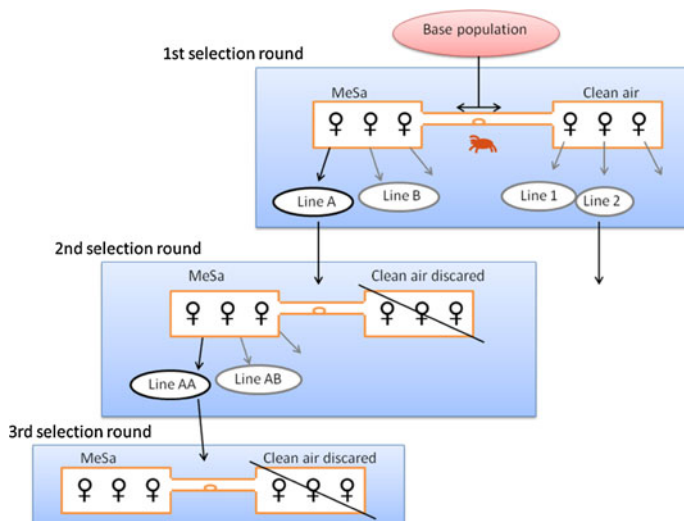 Base population
1st selection round
MeSa
Clean air
Line A
Line B
Line 1
Line 2
2nd selection round
MeSa
Clean air discared
Line AA
Line AB
3rd selection round
MeSa
Clean air discared